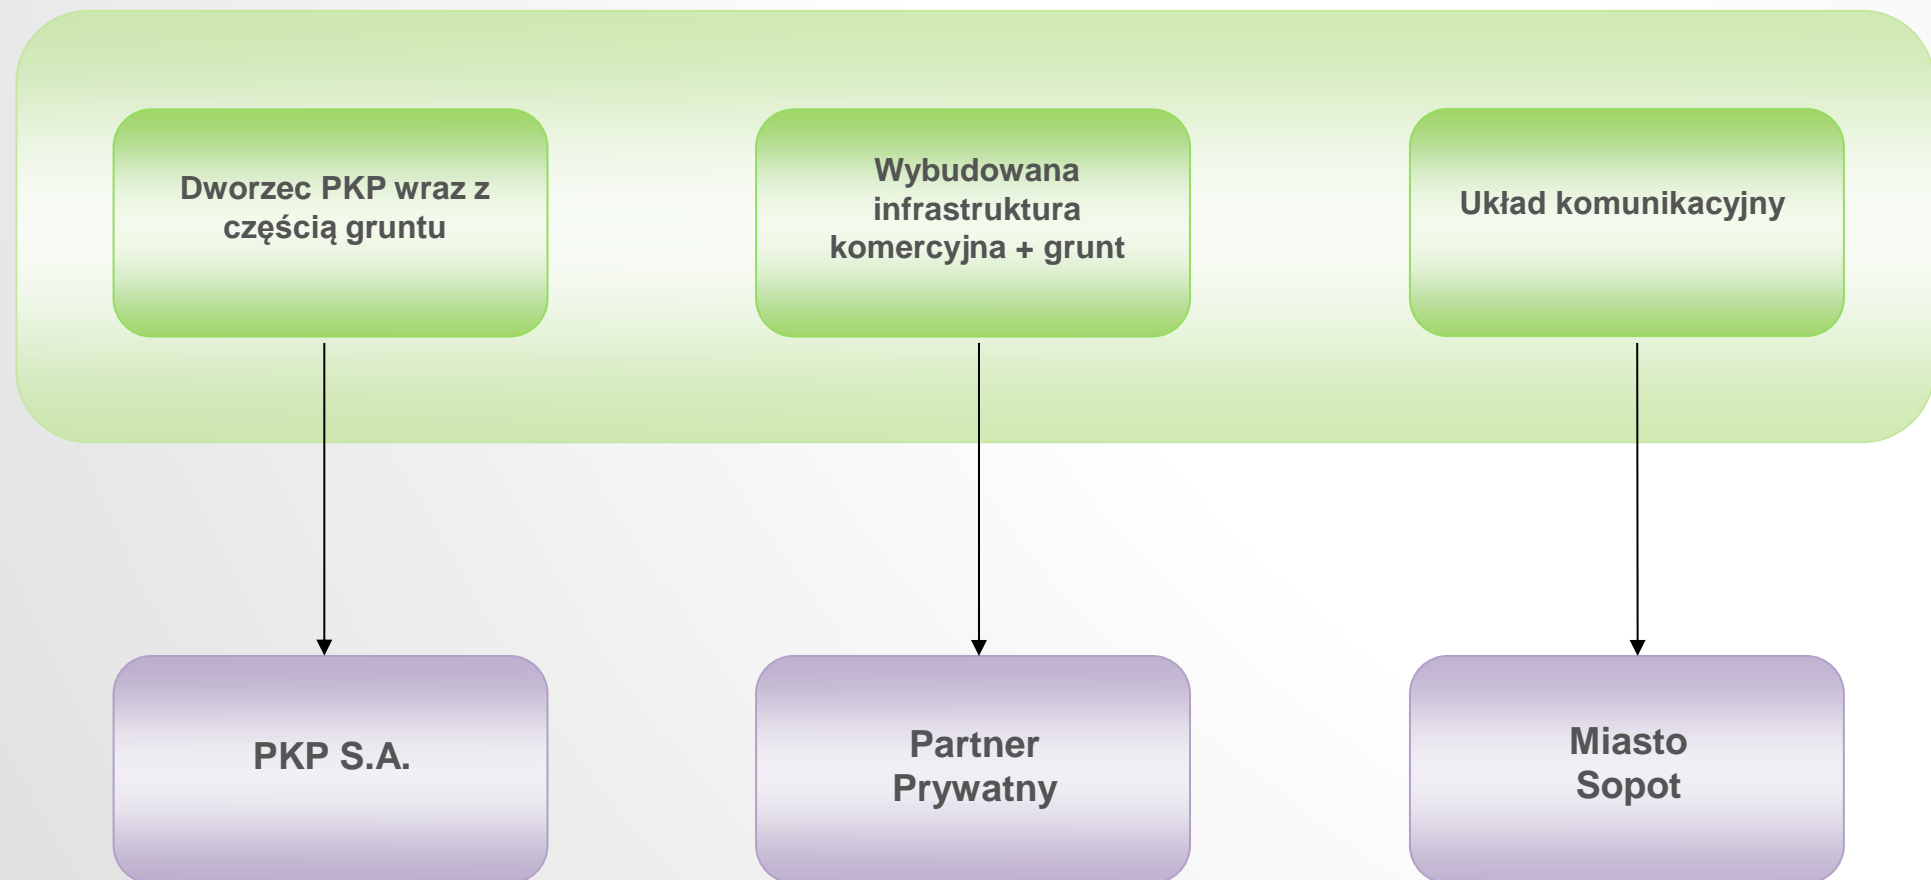 Dworzec PKP wraz z
częścią gruntu
Wybudowana
infrastruktura
komercyjna + grunt
Układ komunikacyjny
PKP S.A.
Partner
Prywatny
Miasto
Sopot